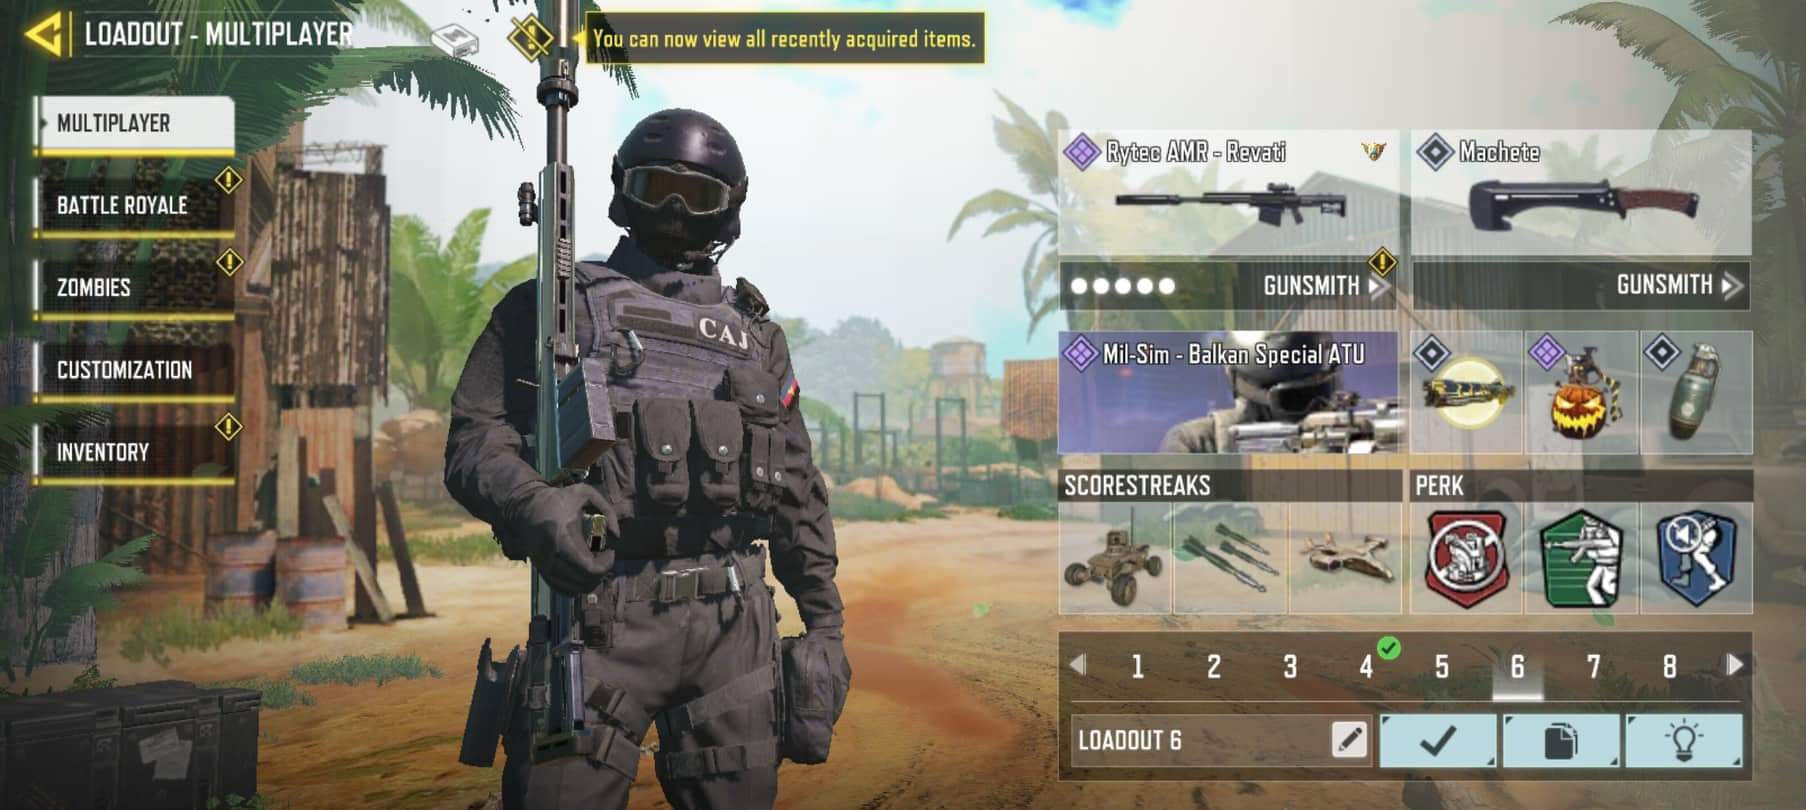 LOADOUT - MULTIPLAYER
You can now view all recently acquired items.
MULTIPLAYER
BATTLE ROYALE
ZOMBIES
CUSTOMIZATION
INVENTORY
CAJ
Rytec AMR - Revati
Machete
GUNSMITH
GUNSMITH
Mil-Sim - Balkan Special ATU
SCORESTREAKS
PERK
1 2 3 4 5 6 7 8
LOADOUT 6